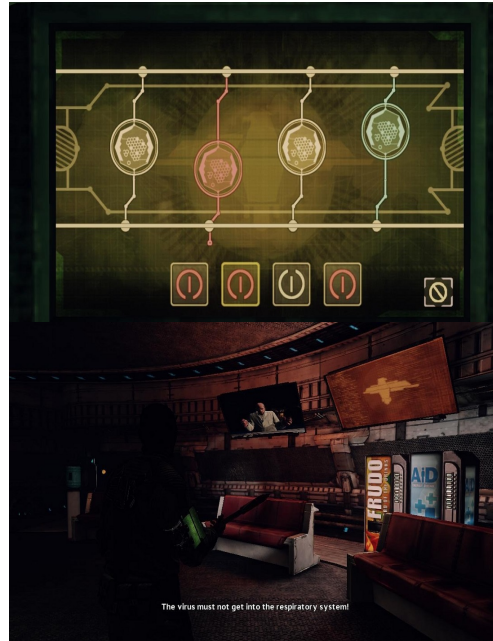 FRUDO
AiD
The virus must not get into the respiratory system!